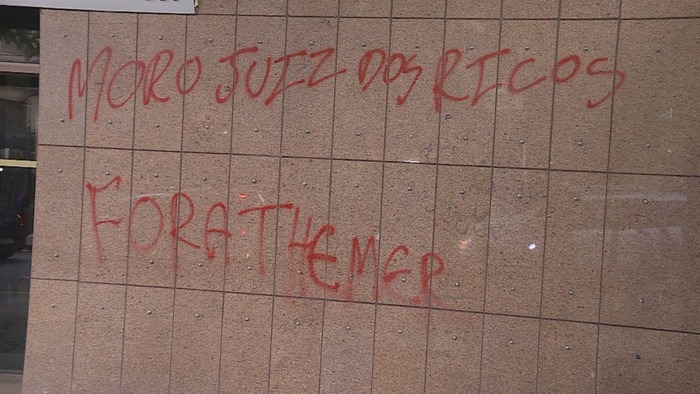 MORO JUIZ DOS RICOS
FORA THEMER